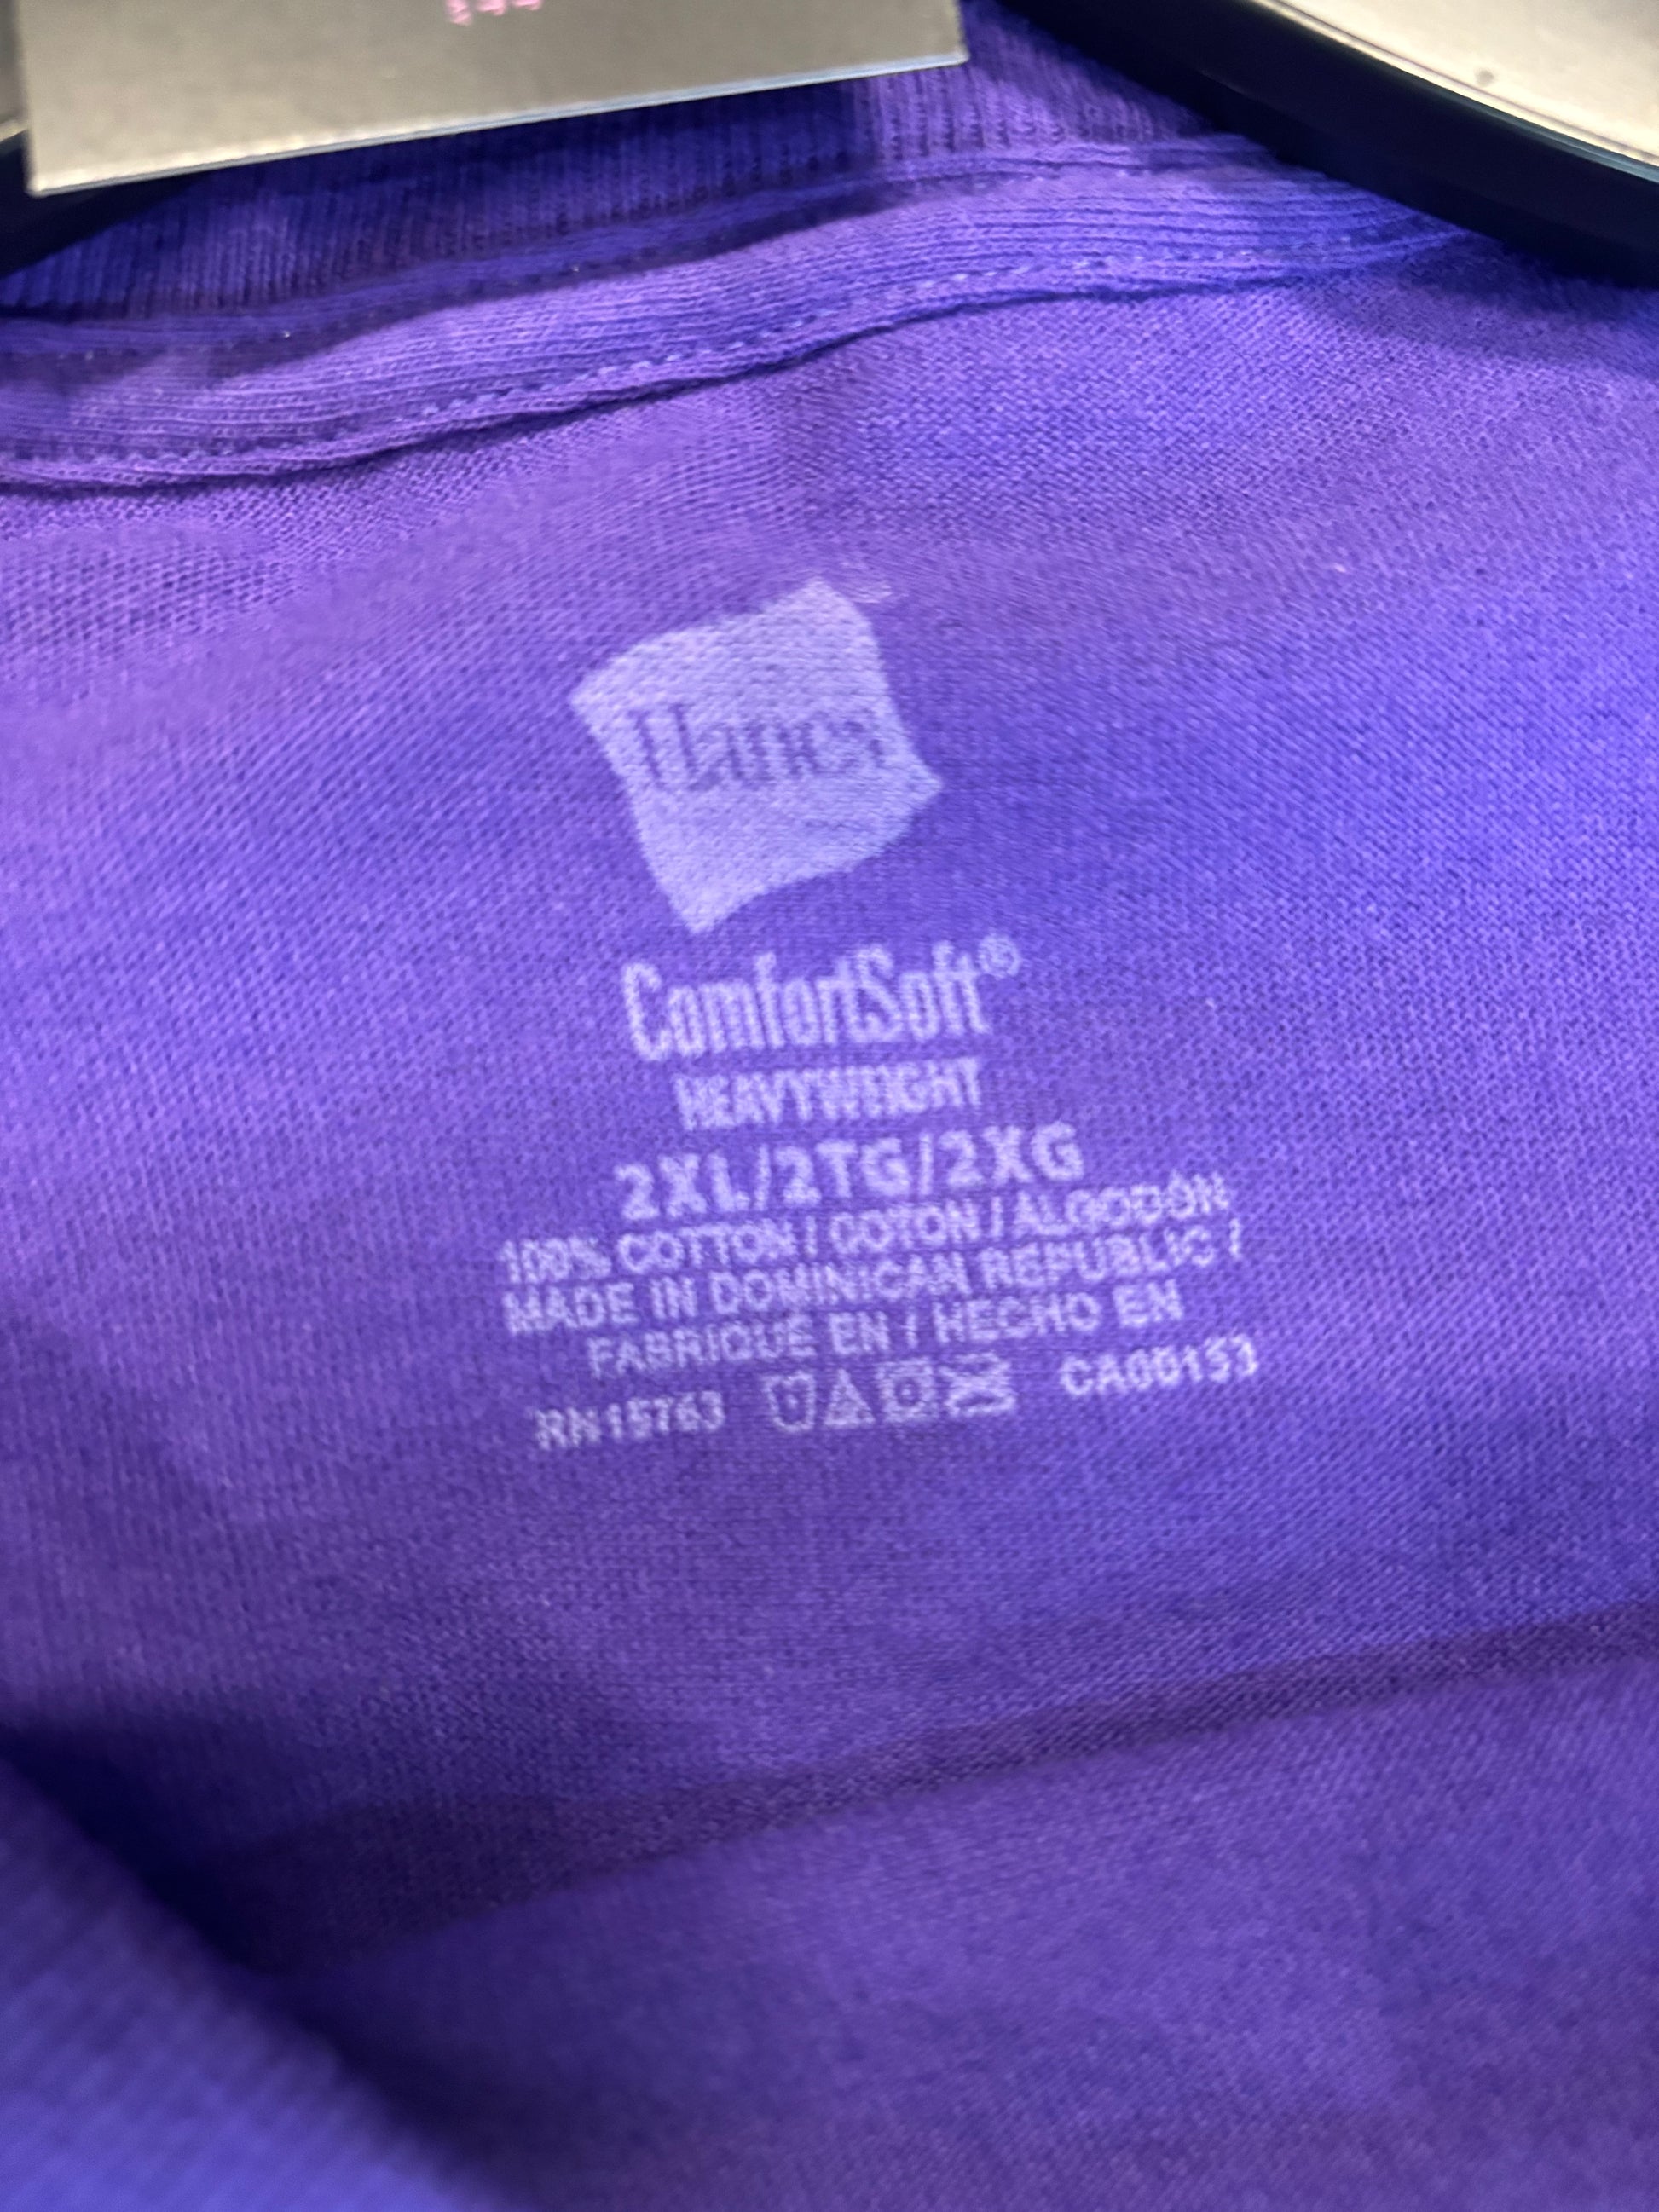 Hanes
ComfortSoft®
HEAVYWEIGHT
2XL/2TG/2XG
100% COTTON / COTON / ALGODÓN
MADE IN DOMINICAN REPUBLIC /
FABRIQUÉ EN / HECHO EN
RN15763 CA00153